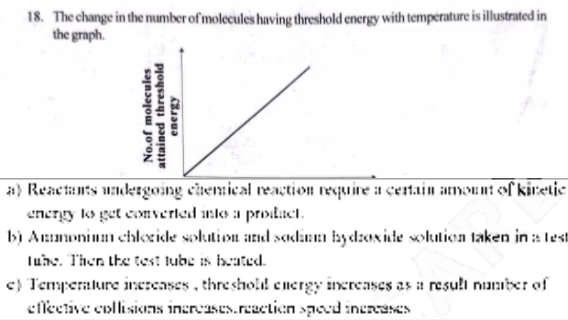 18. The change in the number of molecules having threshold energy with temperature is illustrated in
the graph.
No.of molecules
attained threshold
energy
a) Reactants undergoing chemical reaction require a certain amount of kinetic
energy to get converted into a product.
b) Ammonium chloride solution and sodium hydroxide solution taken in a test
tube. Then the test tube is heated.
c) Temperature increases , threshold energy increases as a result number of
effective collisions increases.reaction speed increases